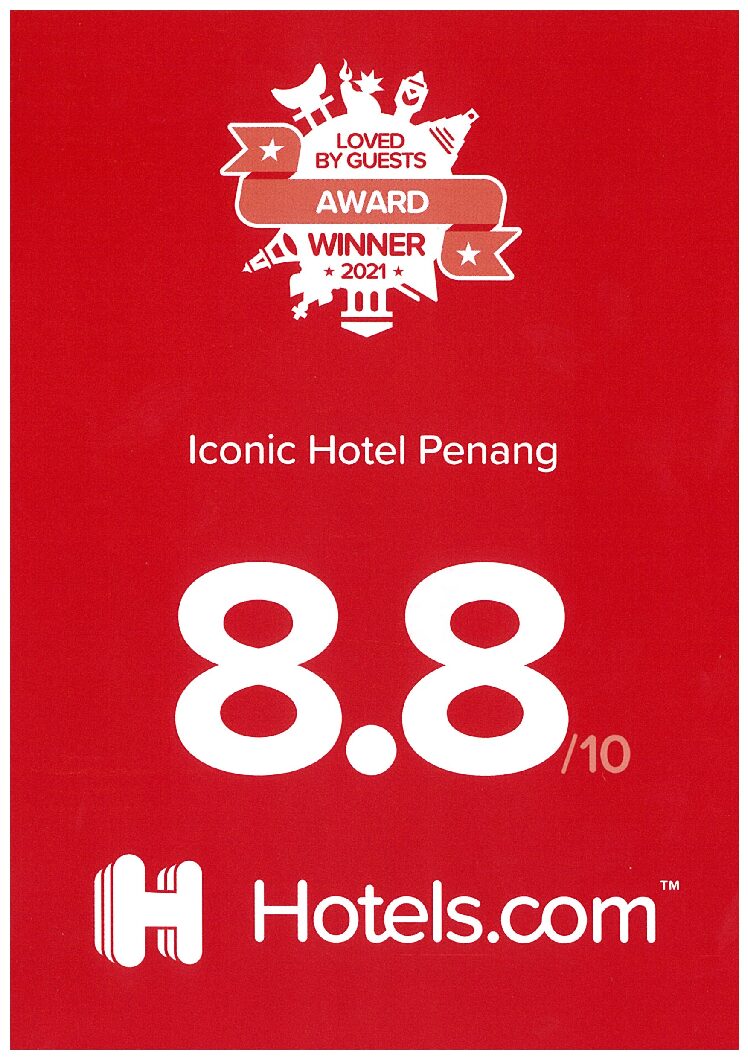 LOVED
BY GUESTS
AWARD
WINNER
★ 2021 ★
Iconic Hotel Penang
8.8/10
H Hotels.com™